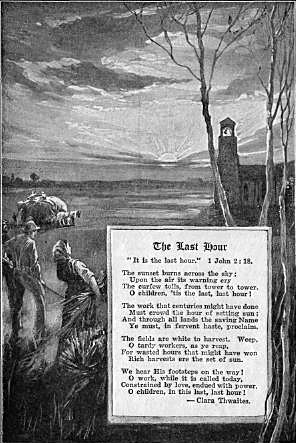 The Last Hour
"It is the last hour." 1 John 2:18.
The sunset burns across the sky;
Upon the air its warning cry
The curfew tolls, from tower to tower.
O children, 'tis the last, last hour!
The work that centuries might have done
Must crowd the hour of setting sun;
And through all lands the saving Name
Ye must, in fervent haste, proclaim.
The fields are white to harvest. Weep,
O tardy workers, as ye reap,
For wasted hours that might have won
Rich harvests ere the set of sun.
We hear His footsteps on the way!
O work, while it is called today,
Constrained by love, endued with power,
O children, in this last, last hour!
— Clara Thwaites.